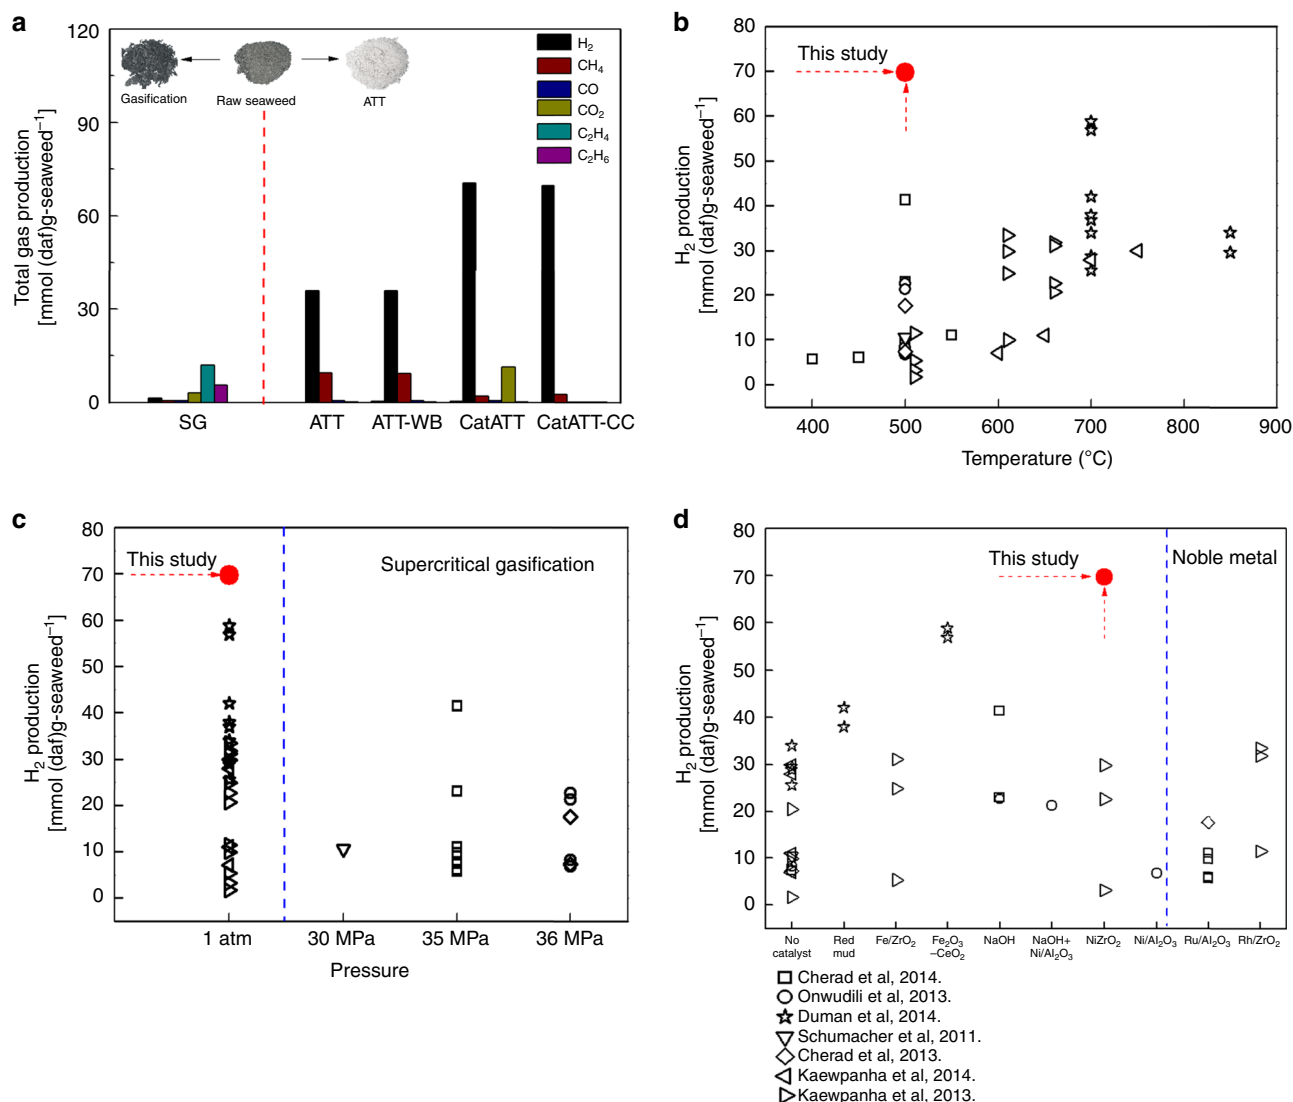 a
120
90
60
30
0
Total gas production
[mmol (daf)g-seaweed⁻¹]
Gasification
Raw seaweed
ATT
H₂
CH₄
CO
CO₂
C₂H₄
C₂H₆
SG
ATT
ATT-WB
CatATT
CatATT-CC
b
80
70
60
50
40
30
20
10
0
H₂ production
[mmol (daf)g-seaweed⁻¹]
This study
400
500
600
700
800
900
Temperature (°C)
c
80
70
60
50
40
30
20
10
0
H₂ production
[mmol (daf)g-seaweed⁻¹]
This study
Supercritical gasification
1 atm
30 MPa
35 MPa
36 MPa
Pressure
d
80
70
60
50
40
30
20
10
0
H₂ production
[mmol (daf)g-seaweed⁻¹]
This study
Noble metal
No
catalyst
Red
mud
Fe/ZrO₂
Fe₂O₃
–CeO₂
NaOH
NaOH+
Ni/Al₂O₃
NiZrO₂
Ni/Al₂O₃
Ru/Al₂O₃
Rh/ZrO₂
Cherad et al, 2014.
Onwudili et al, 2013.
Duman et al, 2014.
Schumacher et al, 2011.
Cherad et al, 2013.
Kaewpanha et al, 2014.
Kaewpanha et al, 2013.